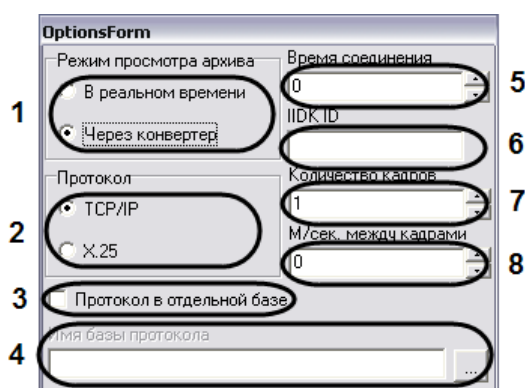 OptionsForm
Режим просмотра архива
В реальном времени
Через конвертер
1
Протокол
TCP/IP
X.25
2
3
Протокол в отдельной базе
4
Имя базы протокола
...
Время соединения
0
5
IIDK ID
6
Количество кадров
1
7
М/сек. между кадрами
0
8